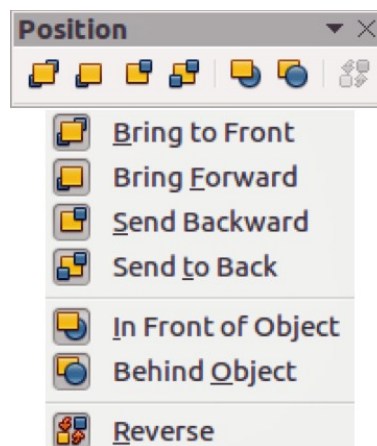 Position
Bring to Front
Bring Forward
Send Backward
Send to Back
In Front of Object
Behind Object
Reverse